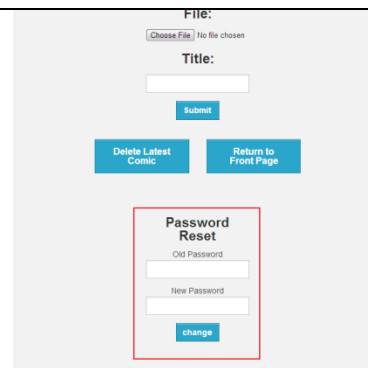 File:
Choose File No file chosen
Title:
Submit
Delete Latest
Comic
Return to
Front Page
Password
Reset
Old Password
New Password
change